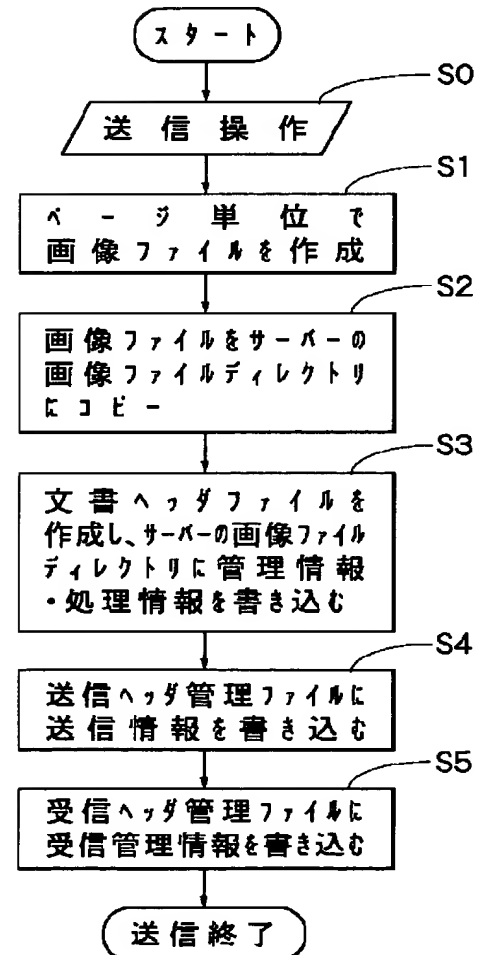 スタート
S0
送信操作
S1
ページ単位で
画像ファイルを作成
S2
画像ファイルをサーバーの
画像ファイルディレクトリ
にコピー
S3
文書ヘッダファイルを
作成し、サーバーの画像ファイル
ディレクトリに管理情報
・処理情報を書き込む
S4
送信ヘッダ管理ファイルに
送信情報を書き込む
S5
受信ヘッダ管理ファイルに
受信管理情報を書き込む
送信終了